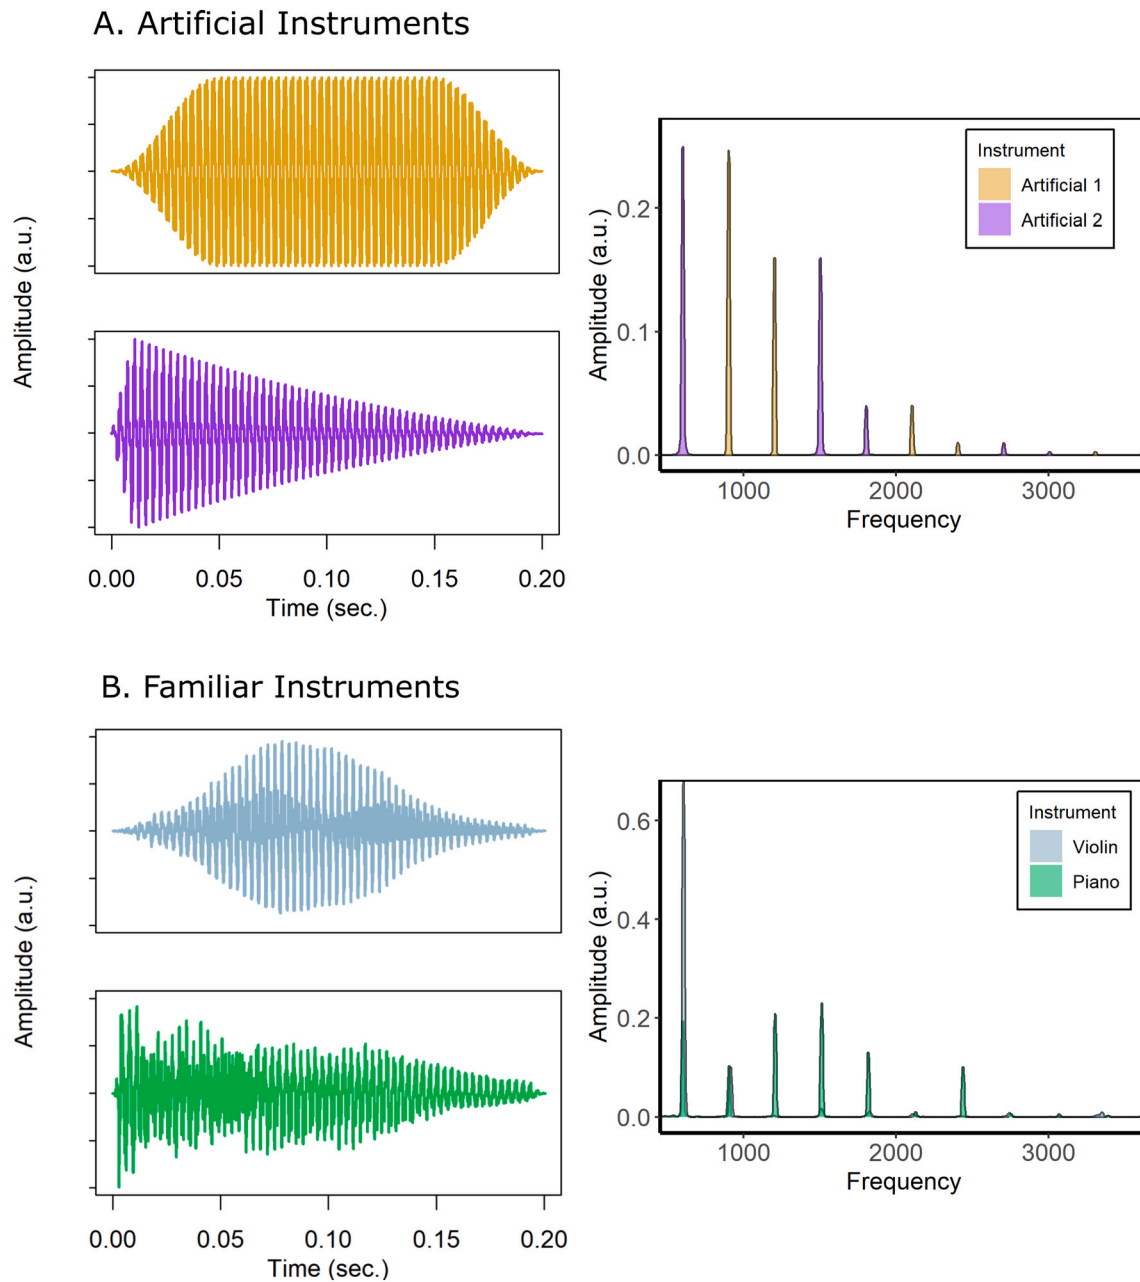 A. Artificial Instruments
Amplitude (a.u.)
0.00 0.05 0.10 0.15 0.20
Time (sec.)
Amplitude (a.u.)
0.2
0.1
0.0
Instrument
Artificial 1
Artificial 2
1000 2000 3000
Frequency
B. Familiar Instruments
Amplitude (a.u.)
0.00 0.05 0.10 0.15 0.20
Time (sec.)
Amplitude (a.u.)
0.6
0.4
0.2
0.0
Instrument
Violin
Piano
1000 2000 3000
Frequency